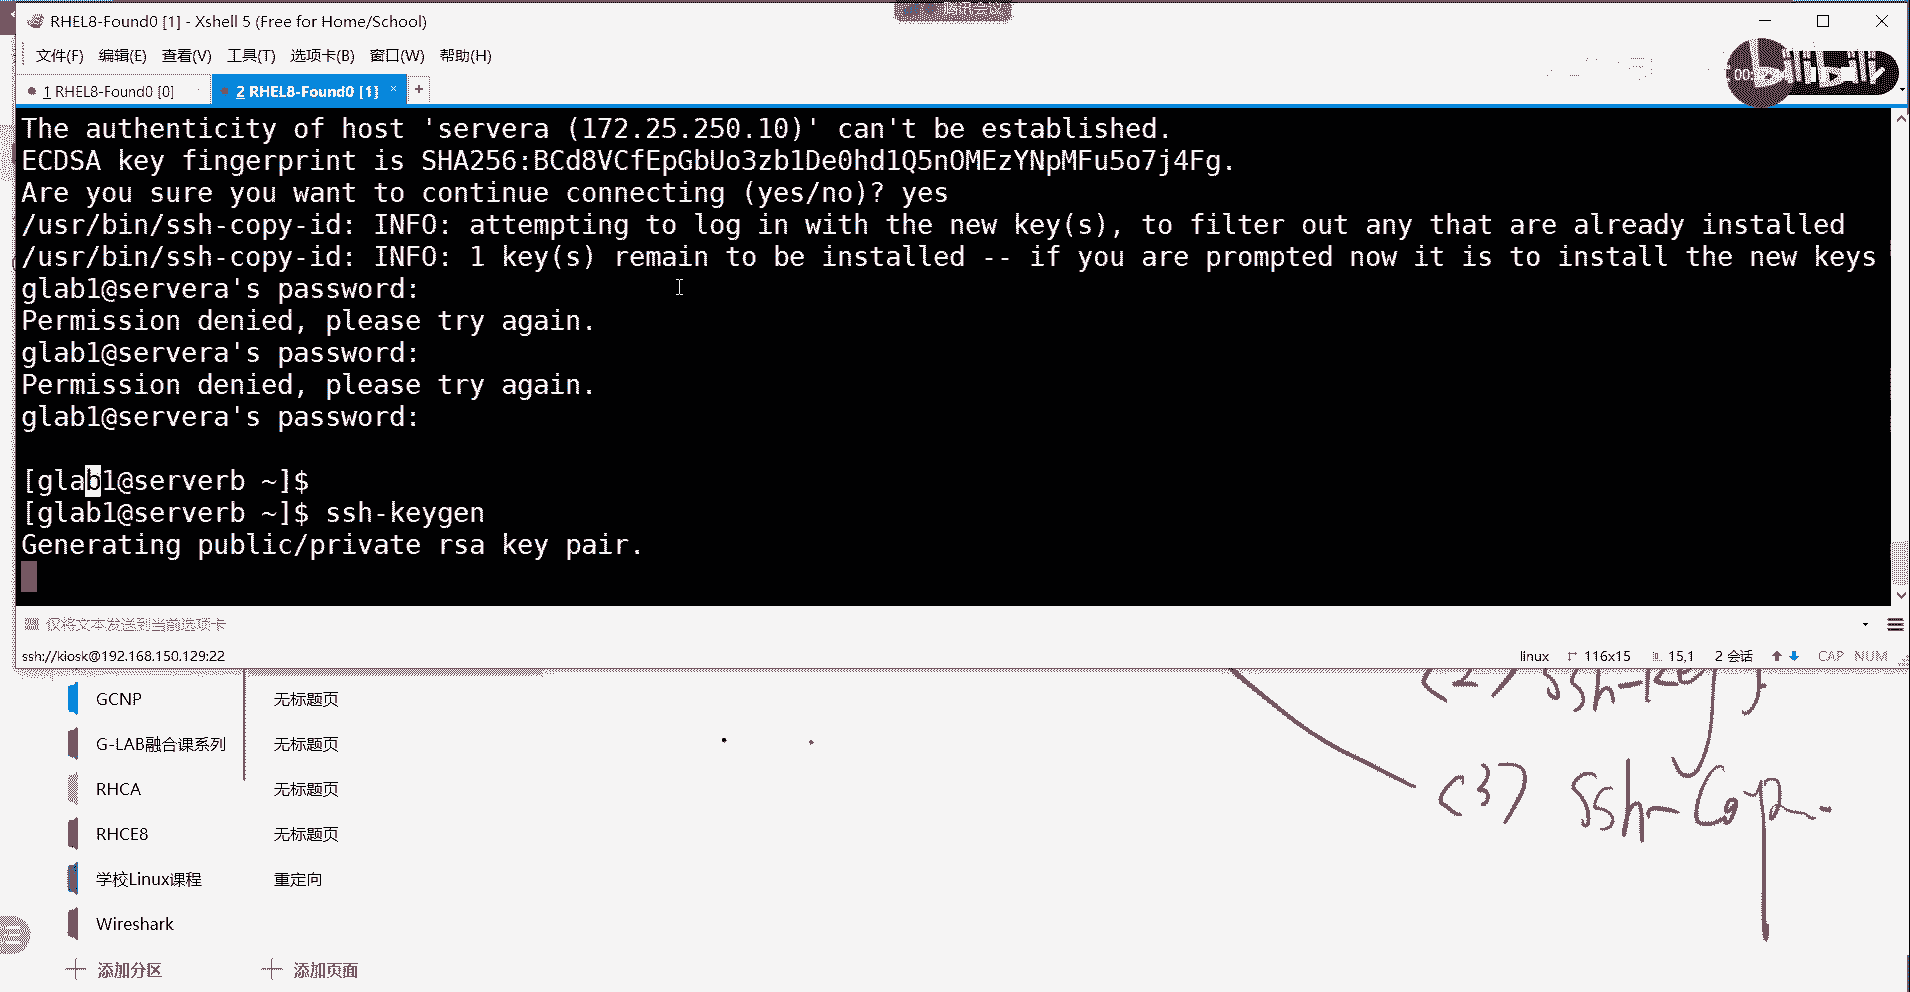 腾讯会议
RHEL8-Found0 [1] - Xshell 5 (Free for Home/School)
文件(F) 编辑(E) 查看(V) 工具(T) 选项卡(B) 窗口(W) 帮助(H)
bilibili
1 RHEL8-Found0 [0] 2 RHEL8-Found0 [1] × +
The authenticity of host 'servera (172.25.250.10)' can't be established.
ECDSA key fingerprint is SHA256:BCd8VCfEpGbUo3zb1De0hd1Q5nOMEzYNpMFu5o7j4Fg.
Are you sure you want to continue connecting (yes/no)? yes
/usr/bin/ssh-copy-id: INFO: attempting to log in with the new key(s), to filter out any that are already installed
/usr/bin/ssh-copy-id: INFO: 1 key(s) remain to be installed -- if you are prompted now it is to install the new keys
glab1@servera's password:
Permission denied, please try again.
glab1@servera's password:
Permission denied, please try again.
glab1@servera's password:
[glab1@serverb ~]$
[glab1@serverb ~]$ ssh-keygen
Generating public/private rsa key pair.
仅将文本发送到当前选项卡
ssh://kiosk@192.168.150.129:22 linux 116x15 15,1 2 会话 CAP NUM
(2) ssh-key
GCNP 无标题页
G-LAB融合课系列 无标题页
RHCA 无标题页
(3) ssh-Copy-
RHCE8 无标题页
学校Linux课程 重定向
Wireshark
添加分区 添加页面